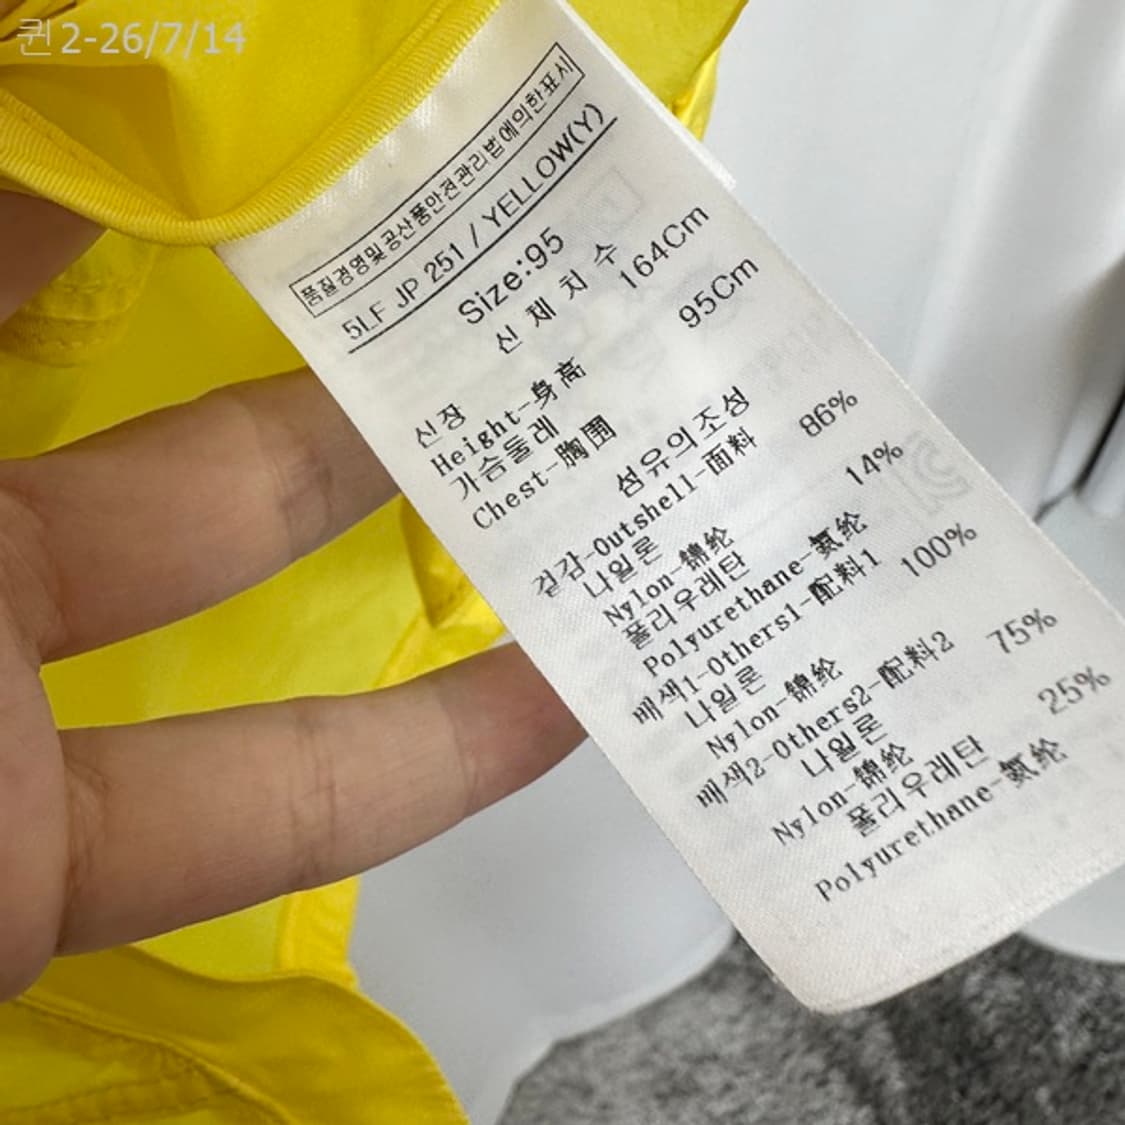 퀸2-26/7/14
품질경영및공산품안전관리법에의한표시
5LF JP 251 / YELLOW(Y)
Size:95
신 체 치 수
신장 164Cm
Height-身高
가슴둘레 95Cm
Chest-胸围
섬유의조성
겉감-Outshell-面料
나일론 86%
Nylon-锦纶
폴리우레탄 14%
Polyurethane-氨纶
배색1-Others1-配料1
나일론 100%
Nylon-锦纶
배색2-Others2-配料2
나일론 75%
Nylon-锦纶
폴리우레탄 25%
Polyurethane-氨纶